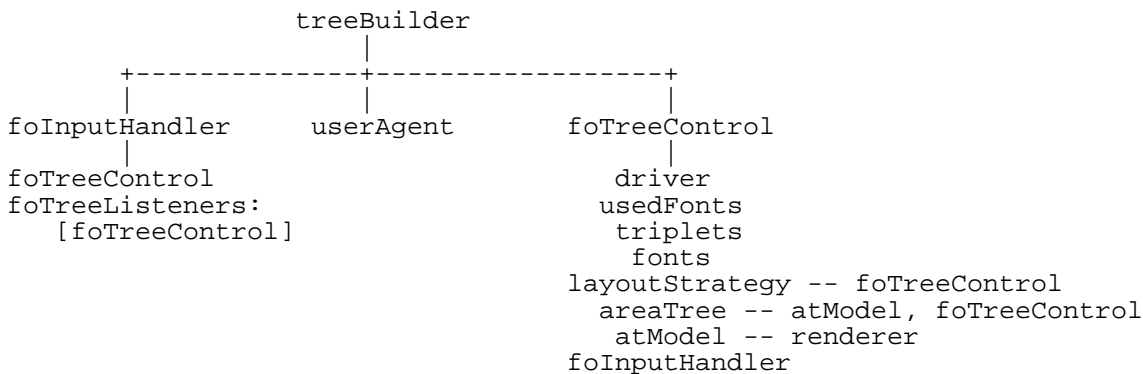 treeBuilder
                       |
        +--------------+------------------+
        |              |                  |
foInputHandler     userAgent       foTreeControl
        |                                 |
foTreeControl                         driver
foTreeListeners:                     usedFonts
   [foTreeControl]                    triplets
                                       fonts
                                   layoutStrategy -- foTreeControl
                                     areaTree -- atModel, foTreeControl
                                      atModel -- renderer
                                   foInputHandler